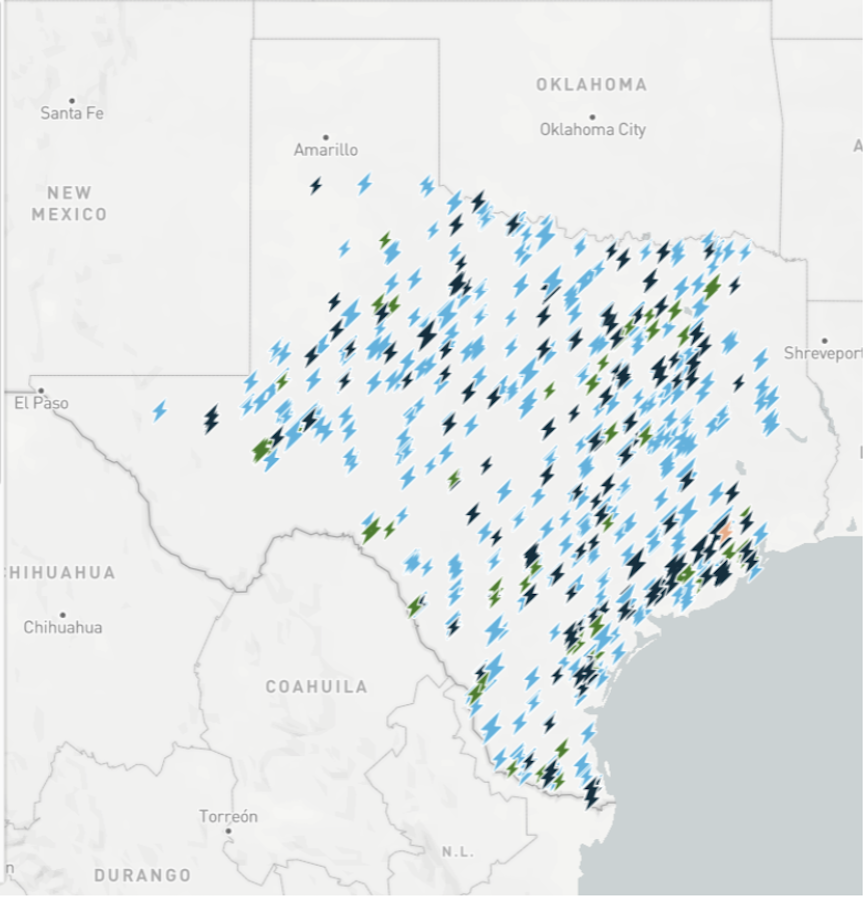 OKLAHOMA
Santa Fe
Oklahoma City
Amarillo
NEW
MEXICO
Shreveport
El Paso
CHIHUAHUA
Chihuahua
COAHUILA
Torreón
N.L.
DURANGO